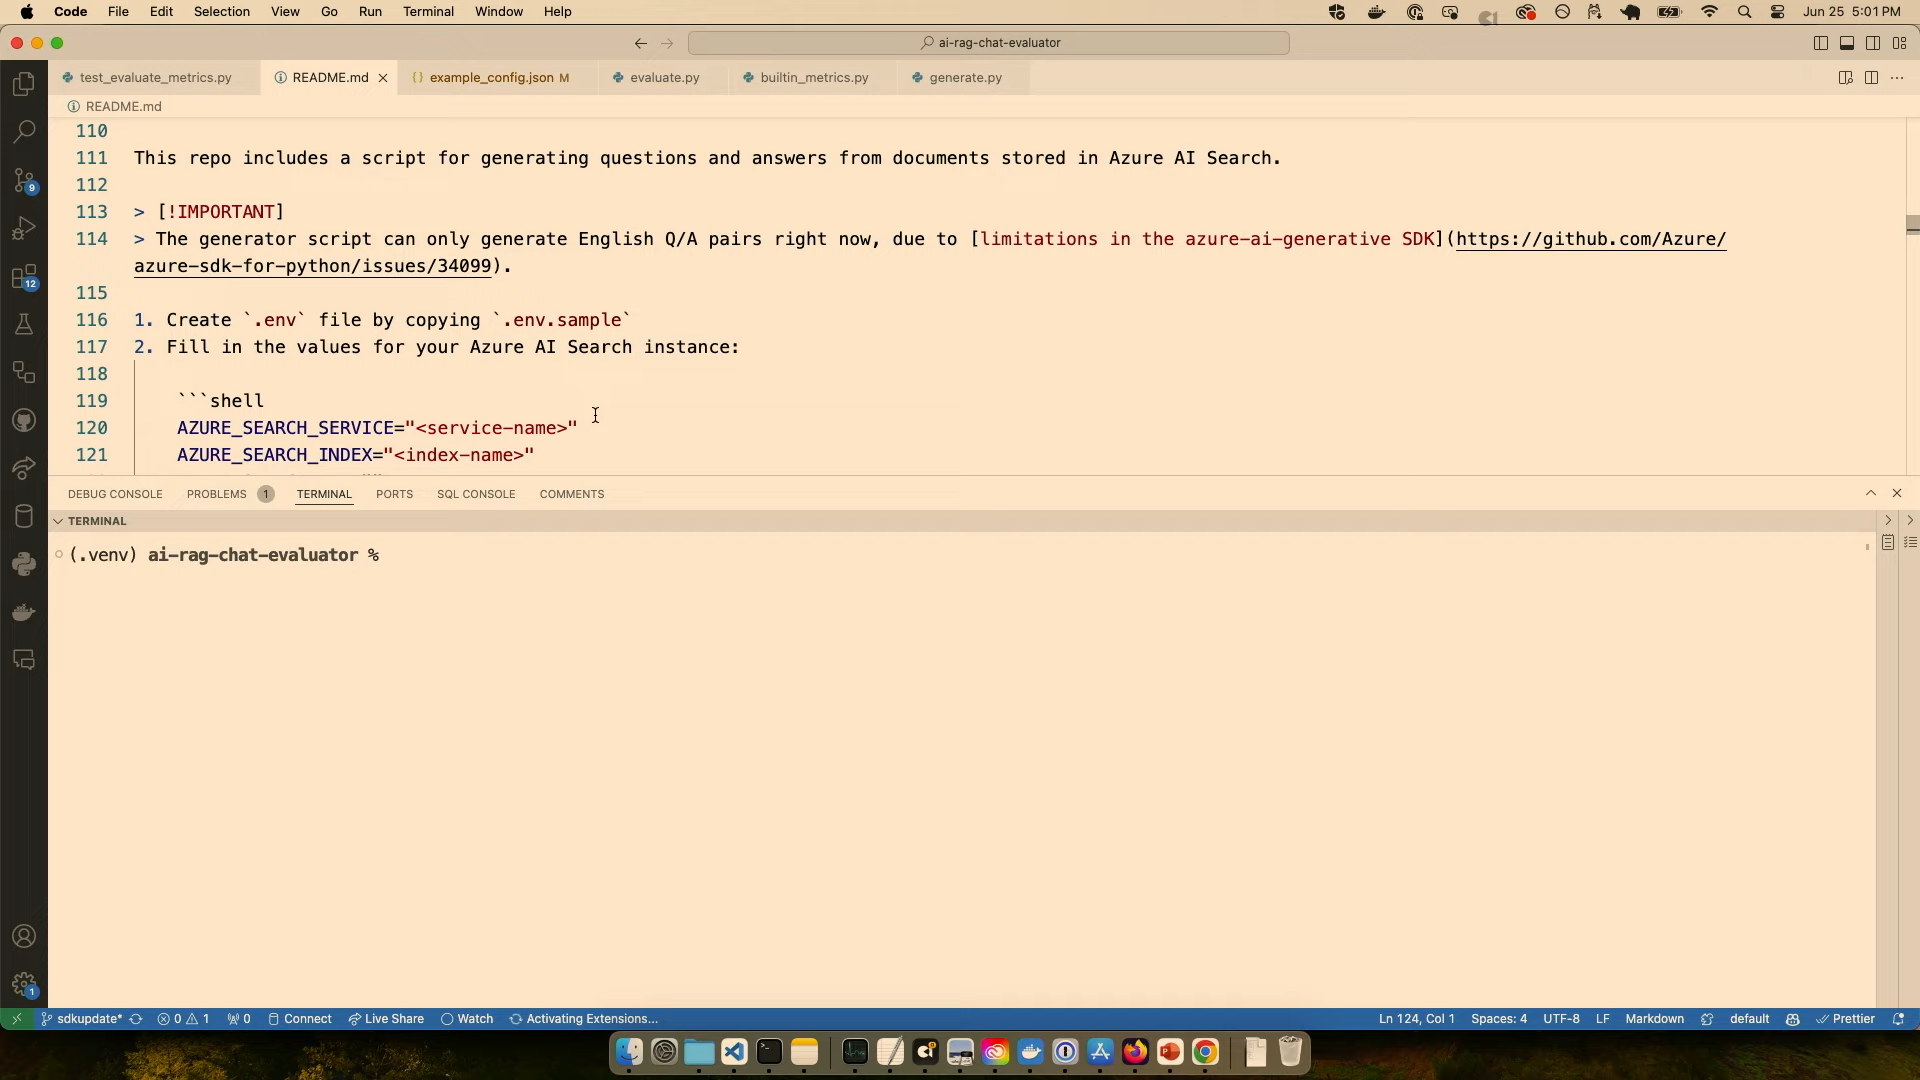 Code File Edit Selection View Go Run Terminal Window Help Jun 25 5:01 PM
ai-rag-chat-evaluator
test_evaluate_metrics.py README.md example_config.json M evaluate.py builtin_metrics.py generate.py
README.md
110
111 This repo includes a script for generating questions and answers from documents stored in Azure AI Search.
112
113 > [!IMPORTANT]
114 > The generator script can only generate English Q/A pairs right now, due to [limitations in the azure-ai-generative SDK](https://github.com/Azure/
azure-sdk-for-python/issues/34099).
115
116 1. Create `.env` file by copying `.env.sample`
117 2. Fill in the values for your Azure AI Search instance:
118
119 ```shell
120 AZURE_SEARCH_SERVICE="<service-name>"
121 AZURE_SEARCH_INDEX="<index-name>"
9
12
DEBUG CONSOLE PROBLEMS 1 TERMINAL PORTS SQL CONSOLE COMMENTS
TERMINAL
(.venv) ai-rag-chat-evaluator %
1
sdkupdate* 0 1 0 Connect Live Share Watch Activating Extensions... Ln 124, Col 1 Spaces: 4 UTF-8 LF Markdown default Prettier